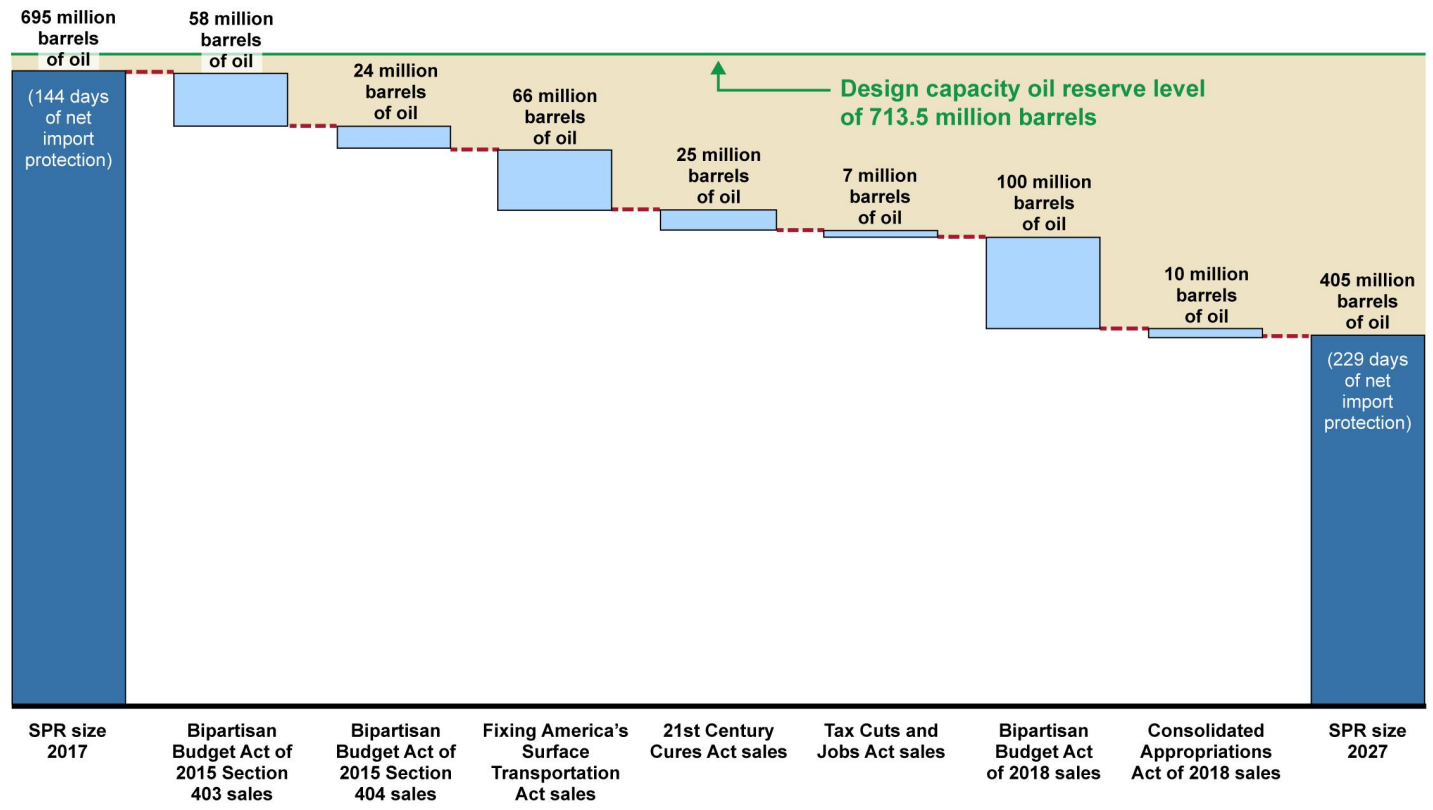 695 million
barrels
of oil
(144 days
of net
import
protection)
58 million
barrels
of oil
24 million
barrels
of oil
66 million
barrels
of oil
25 million
barrels
of oil
7 million
barrels
of oil
100 million
barrels
of oil
10 million
barrels
of oil
405 million
barrels
of oil
(229 days
of net
import
protection)
Design capacity oil reserve level
of 713.5 million barrels
SPR size
2017
Bipartisan
Budget Act of
2015 Section
403 sales
Bipartisan
Budget Act of
2015 Section
404 sales
Fixing America's
Surface
Transportation
Act sales
21st Century
Cures Act sales
Tax Cuts and
Jobs Act sales
Bipartisan
Budget Act
of 2018 sales
Consolidated
Appropriations
Act of 2018 sales
SPR size
2027